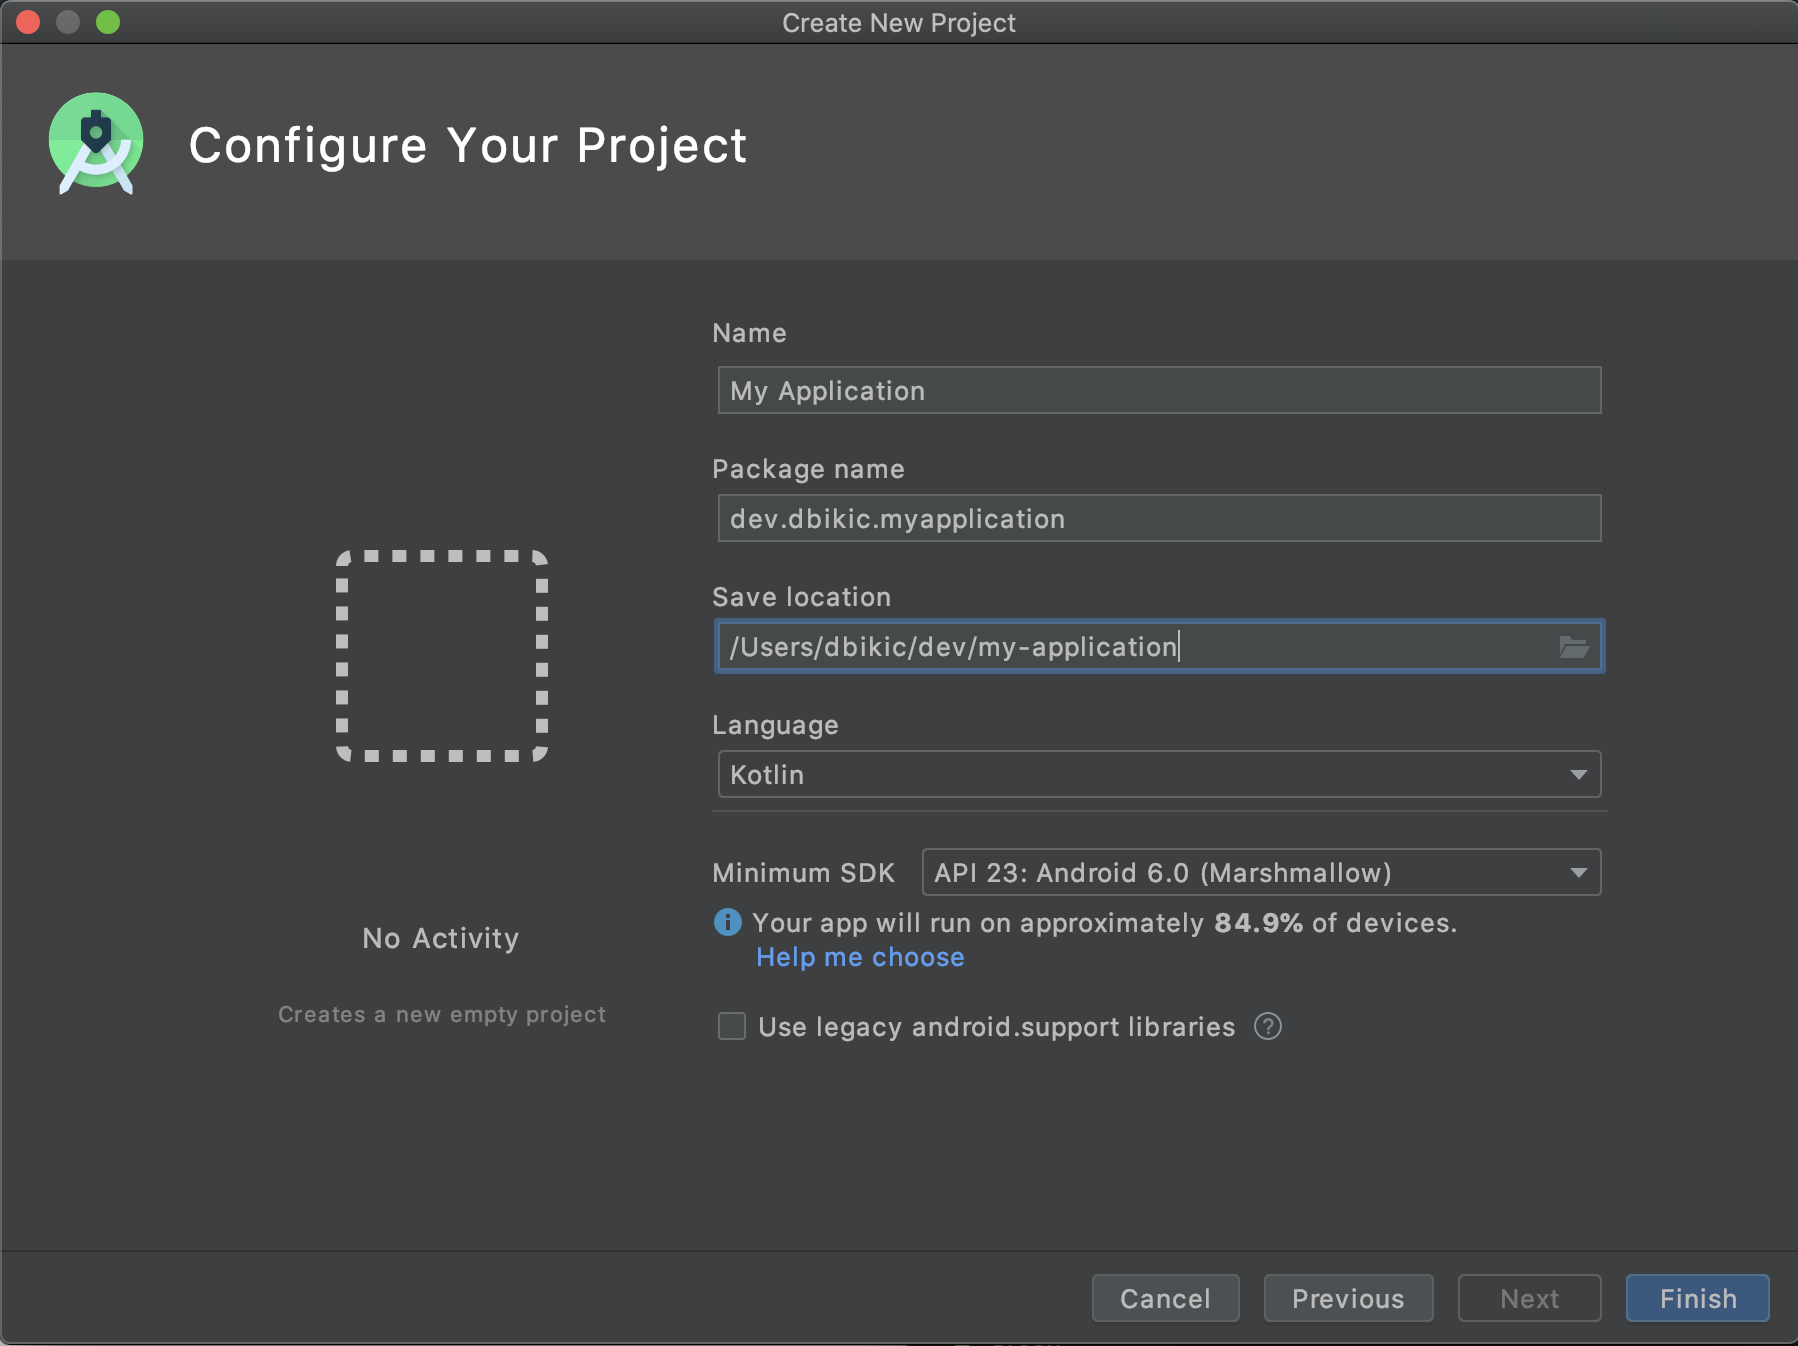 Create New Project
Configure Your Project
Name
My Application
Package name
dev.dbikic.myapplication
Save location
/Users/dbikic/dev/my-application
Language
Kotlin
Minimum SDK API 23: Android 6.0 (Marshmallow)
Your app will run on approximately 84.9% of devices.
Help me choose
Use legacy android.support libraries ?
No Activity
Creates a new empty project
Cancel Previous Next Finish